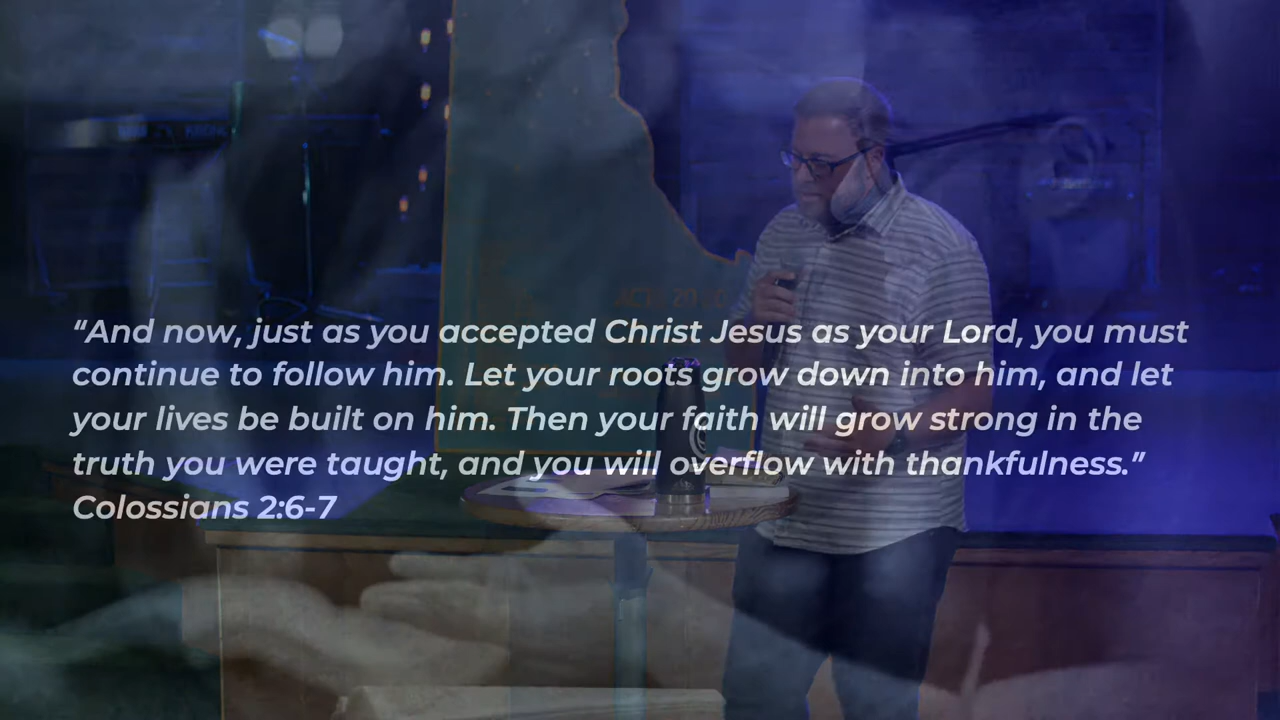 “And now, just as you accepted Christ Jesus as your Lord, you must
continue to follow him. Let your roots grow down into him, and let
your lives be built on him. Then your faith will grow strong in the
truth you were taught, and you will overflow with thankfulness.”
Colossians 2:6-7